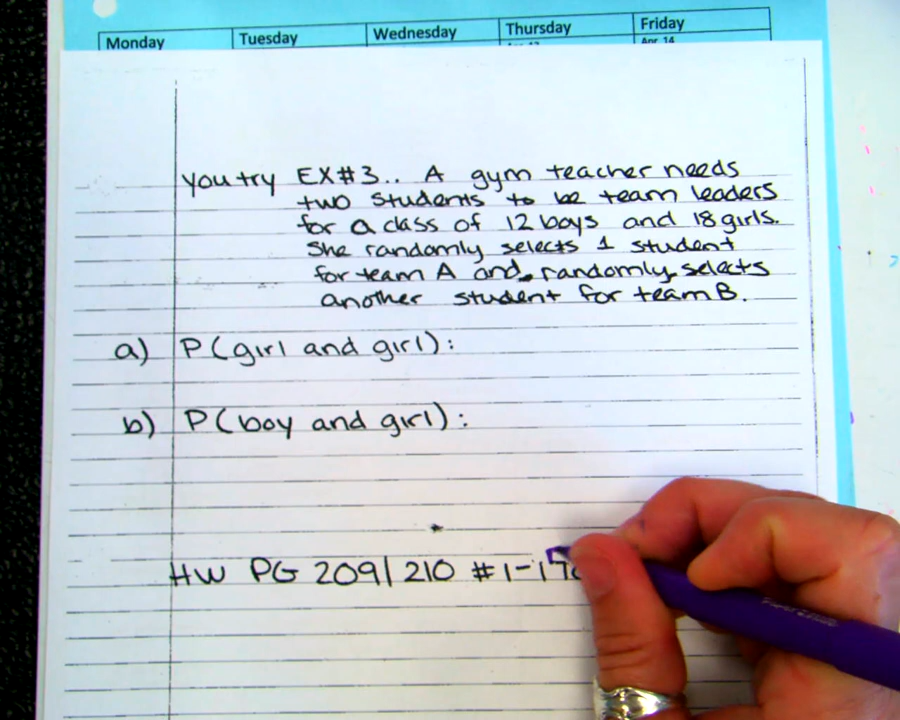 Monday Tuesday Wednesday Thursday Friday
Apr 14
you try EX#3.. A gym teacher needs
two students to be team leaders
for a class of 12 boys and 18 girls.
She randomly selects 1 student
for team A and randomly selects
another student for team B.
a) P(girl and girl):
b) P(boy and girl):
HW PG 209/210 #1-17